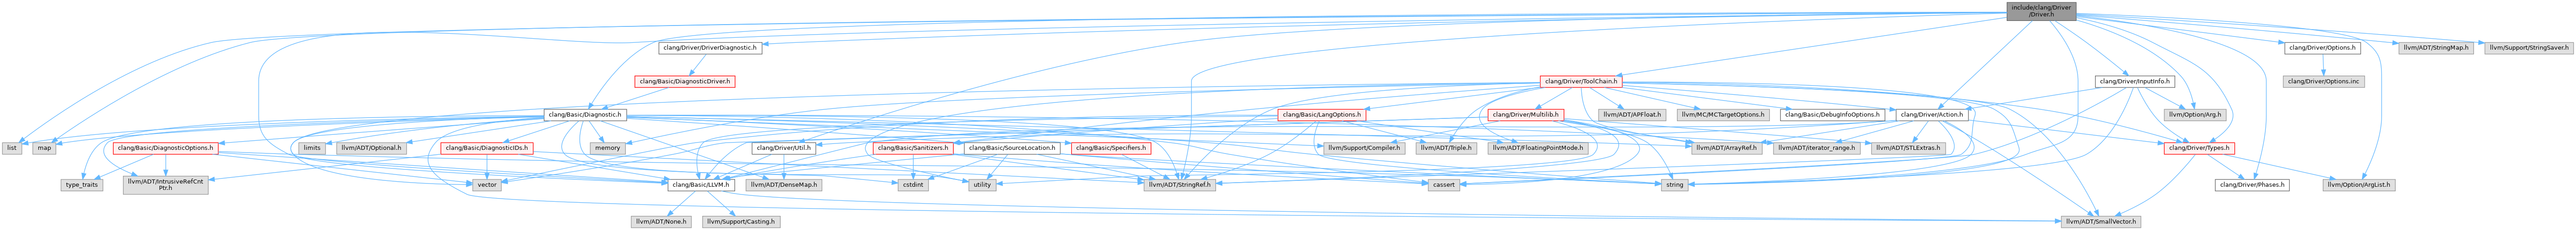 include/clang/Driver
/Driver.h
clang/Driver/DriverDiagnostic.h
clang/Driver/Options.h
llvm/ADT/StringMap.h
llvm/Support/StringSaver.h
clang/Basic/DiagnosticDriver.h
clang/Driver/ToolChain.h
clang/Driver/InputInfo.h
clang/Driver/Options.inc
clang/Basic/Diagnostic.h
clang/Basic/LangOptions.h
clang/Driver/Multilib.h
llvm/ADT/APFloat.h
llvm/MC/MCTargetOptions.h
clang/Basic/DebugInfoOptions.h
clang/Driver/Action.h
llvm/Option/Arg.h
list
map
clang/Basic/DiagnosticOptions.h
limits
llvm/ADT/Optional.h
clang/Basic/DiagnosticIDs.h
memory
clang/Driver/Util.h
clang/Basic/Sanitizers.h
clang/Basic/SourceLocation.h
clang/Basic/Specifiers.h
llvm/Support/Compiler.h
llvm/ADT/Triple.h
llvm/ADT/FloatingPointMode.h
llvm/ADT/ArrayRef.h
llvm/ADT/iterator_range.h
llvm/ADT/STLExtras.h
clang/Driver/Types.h
type_traits
llvm/ADT/IntrusiveRefCnt
Ptr.h
vector
clang/Basic/LLVM.h
llvm/ADT/DenseMap.h
cstdint
utility
llvm/ADT/StringRef.h
cassert
string
clang/Driver/Phases.h
llvm/Option/ArgList.h
llvm/ADT/None.h
llvm/Support/Casting.h
llvm/ADT/SmallVector.h